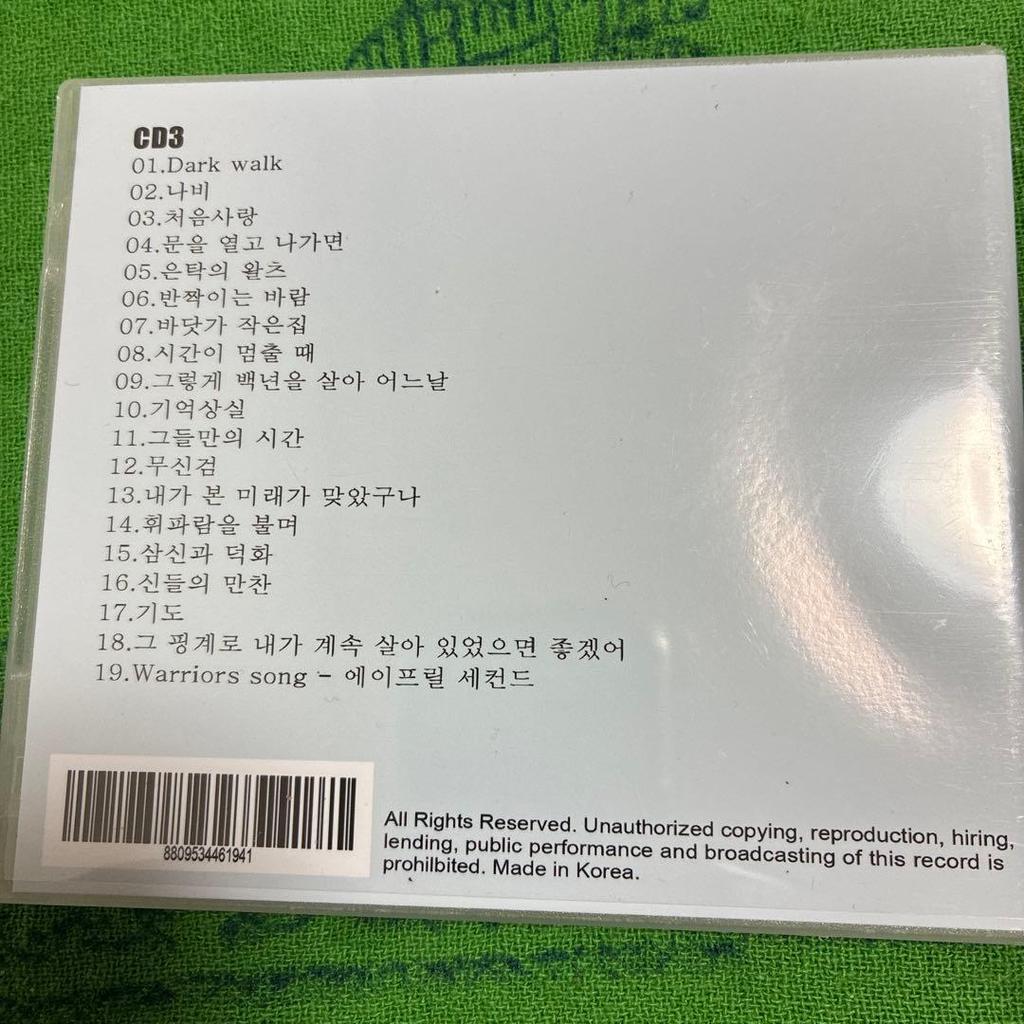 CD3
01.Dark walk
02.나비
03.처음사랑
04.문을 열고 나가면
05.은탁의 왈츠
06.반짝이는 바람
07.바닷가 작은집
08.시간이 멈출 때
09.그렇게 백년을 살아 어느날
10.기억상실
11.그들만의 시간
12.무신검
13.내가 본 미래가 맞았구나
14.휘파람을 불며
15.삼신과 덕화
16.신들의 만찬
17.기도
18.그 핑계로 내가 계속 살아 있었으면 좋겠어
19.Warriors song - 에이프릴 세컨드
8809534461941
All Rights Reserved. Unauthorized copying, reproduction, hiring,
lending, public performance and broadcasting of this record is
prohilbited. Made in Korea.